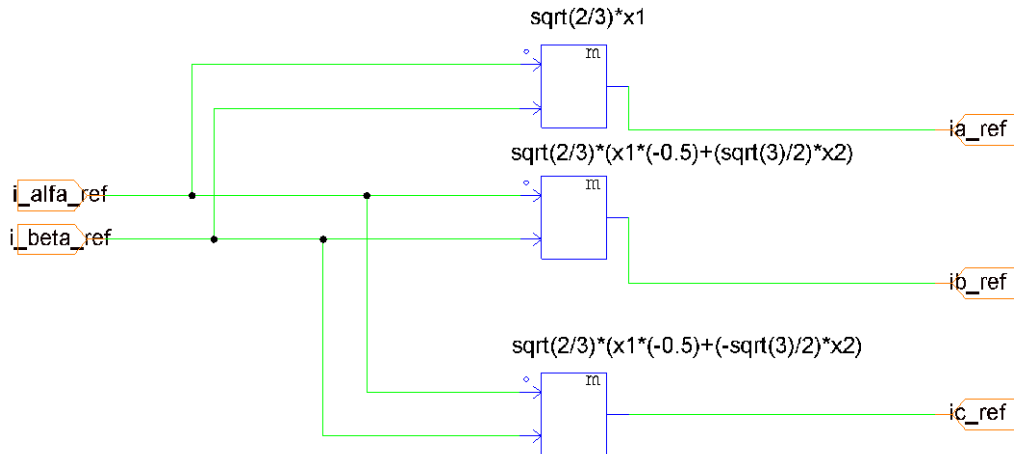 sqrt(2/3)*x1
m
ia_ref
sqrt(2/3)*(x1*(-0.5)+(sqrt(3)/2)*x2)
m
i_alfa_ref
i_beta_ref
ib_ref
sqrt(2/3)*(x1*(-0.5)+(-sqrt(3)/2)*x2)
m
ic_ref